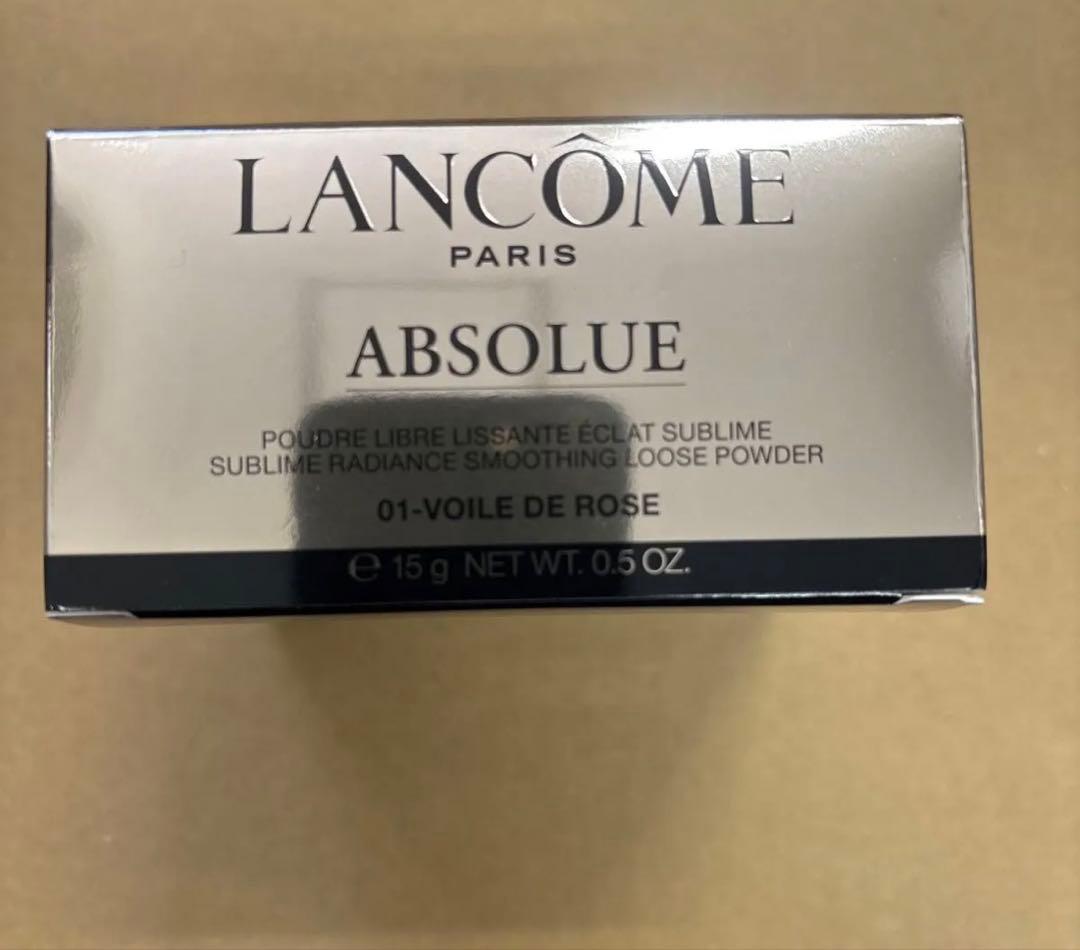 LANCÔME
PARIS
ABSOLUE
POUDRE LIBRE LISSANTE ÉCLAT SUBLIME
SUBLIME RADIANCE SMOOTHING LOOSE POWDER
01-VOILE DE ROSE
℮ 15 g NET WT. 0.5 OZ.